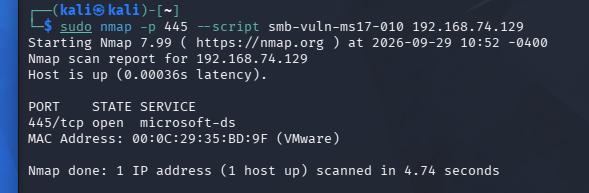 ┌──(kali㉿kali)-[~]
└─$ sudo nmap -p 445 --script smb-vuln-ms17-010 192.168.74.129
Starting Nmap 7.99 ( https://nmap.org ) at 2026-09-29 10:52 -0400
Nmap scan report for 192.168.74.129
Host is up (0.00036s latency).
PORT    STATE SERVICE
445/tcp open  microsoft-ds
MAC Address: 00:0C:29:35:BD:9F (VMware)
Nmap done: 1 IP address (1 host up) scanned in 4.74 seconds